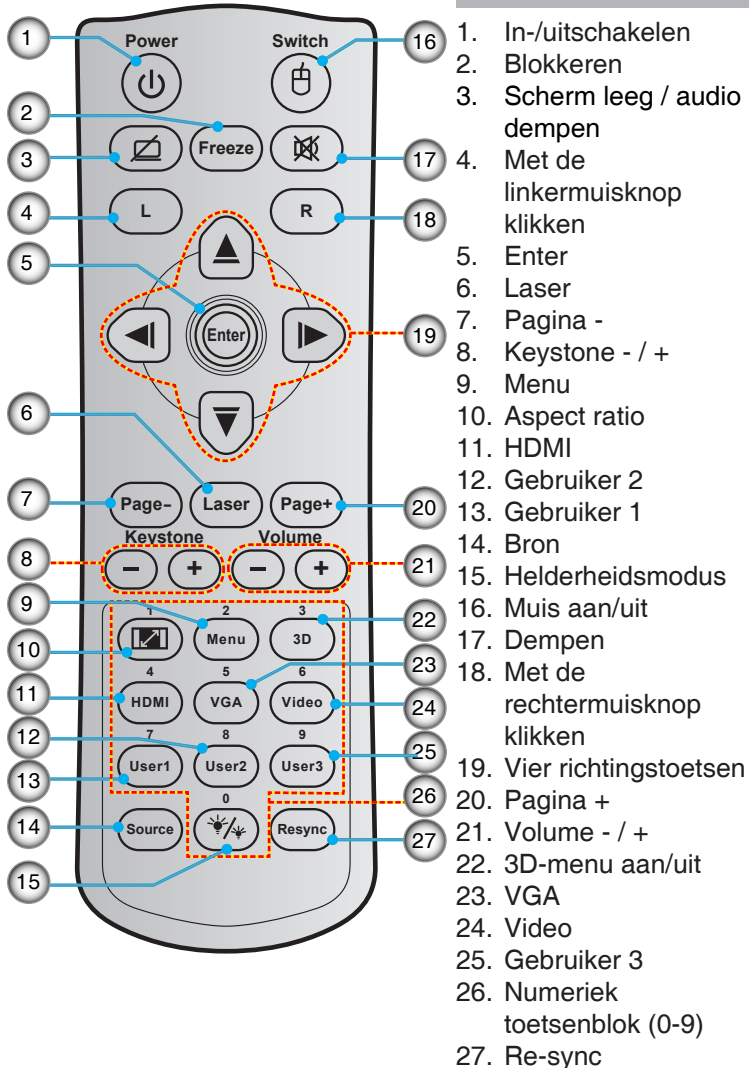 1
Power
Switch
16
2
Freeze
3
17
4
L
R
18
5
Enter
19
6
7
Page-
Laser
Page+
20
Keystone
Volume
8
-
+
-
+
21
9
1
2
3
22
Menu
3D
10
4
5
6
23
11
HDMI
VGA
Video
24
12
7
8
9
25
User1
User2
User3
13
0
26
14
Source
Resync
27
15
1. In-/uitschakelen
2. Blokkeren
3. Scherm leeg / audio
dempen
4. Met de
linkermuisknop
klikken
5. Enter
6. Laser
7. Pagina -
8. Keystone - / +
9. Menu
10. Aspect ratio
11. HDMI
12. Gebruiker 2
13. Gebruiker 1
14. Bron
15. Helderheidsmodus
16. Muis aan/uit
17. Dempen
18. Met de
rechtermuisknop
klikken
19. Vier richtingstoetsen
20. Pagina +
21. Volume - / +
22. 3D-menu aan/uit
23. VGA
24. Video
25. Gebruiker 3
26. Numeriek
toetsenblok (0-9)
27. Re-sync